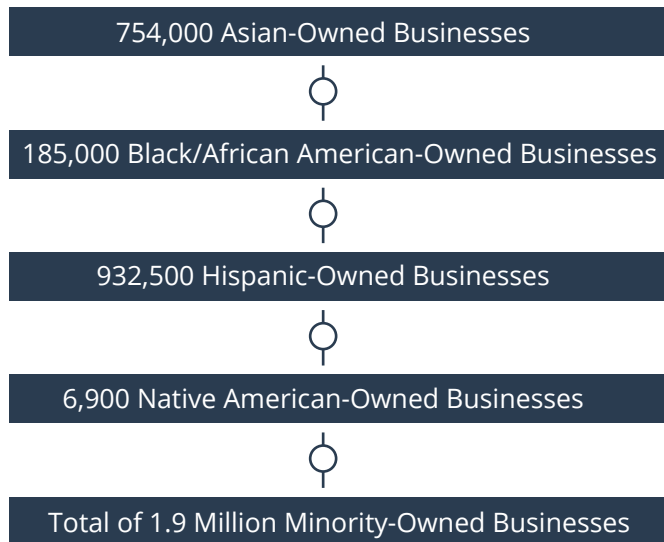 754,000 Asian-Owned Businesses
185,000 Black/African American-Owned Businesses
932,500 Hispanic-Owned Businesses
6,900 Native American-Owned Businesses
Total of 1.9 Million Minority-Owned Businesses